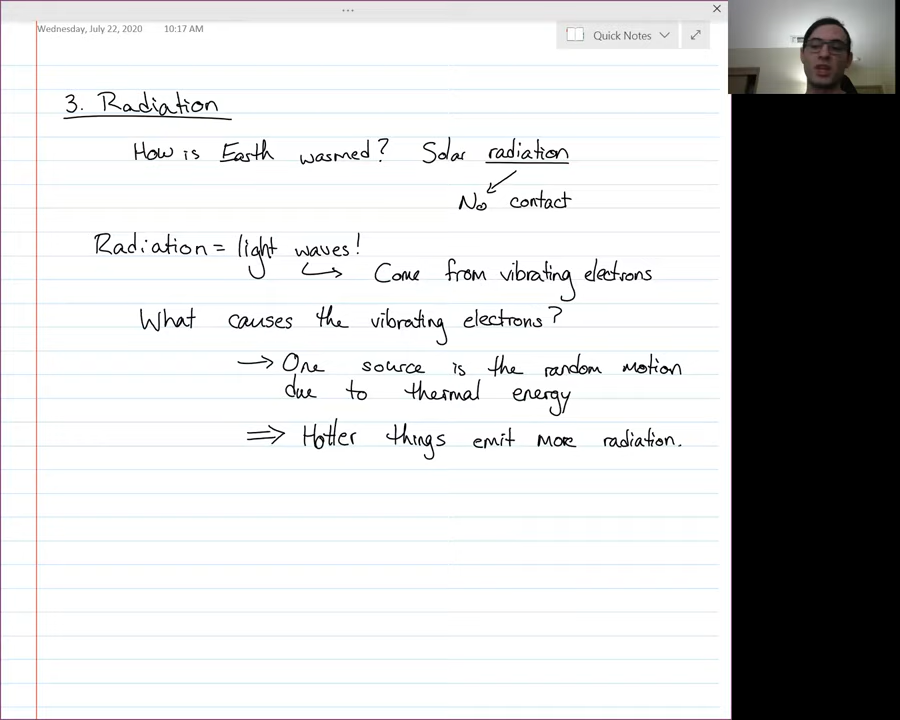 Wednesday, July 22, 2020 10:17 AM
Quick Notes
3. Radiation
How is Earth warmed? Solar radiation
No contact
Radiation = light waves!
Come from vibrating electrons
What causes the vibrating electrons?
→ One source is the random motion
due to thermal energy
⇒ Hotter things emit more radiation.